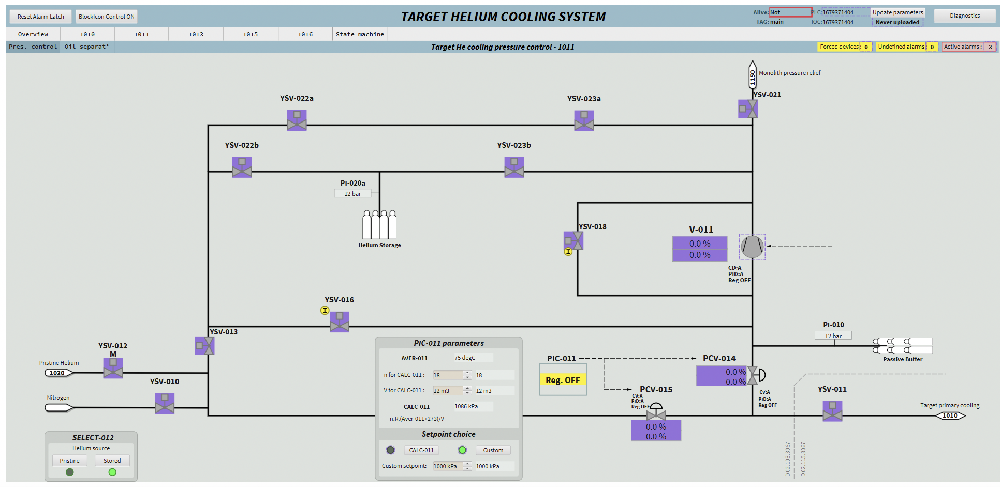 Reset Alarm Latch
BlockIcon Control ON
TARGET HELIUM COOLING SYSTEM
Alive: Not
PLC: 1679371404
Update parameters
Diagnostics
TAG: main
IOC: 1679371404
Never uploaded
Overview
1010
1011
1013
1015
1016
State machine
Pres. control
Oil separat°
Target He cooling pressure control - 1011
Forced devices: 0
Undefined alarms: 0
Active alarms : 3
1150
Monolith pressure relief
YSV-021
YSV-022a
YSV-023a
YSV-022b
YSV-023b
PI-020a
12 bar
Helium Storage
YSV-018
I
V-011
0.0 %
0.0 %
CD:A
PID:A
Reg OFF
YSV-016
I
YSV-013
PI-010
12 bar
Passive Buffer
YSV-012
M
Pristine Helium
1030
YSV-010
Nitrogen
PIC-011 parameters
AVER-011
75 degC
n for CALC-011 :
18
18
V for CALC-011 :
12 m3
12 m3
CALC-011
1086 kPa
n.R.(Aver-011+273)/V
Setpoint choice
CALC-011
Custom
Custom setpoint:
1000 kPa
1000 kPa
PIC-011
Reg. OFF
PCV-014
0.0 %
0.0 %
CV:A
PID:A
Reg OFF
PCV-015
CV:A
PID:A
Reg OFF
0.0 %
0.0 %
YSV-011
Target primary cooling
1010
D02.103.3067
D02.115.3067
SELECT-012
Helium source
Pristine
Stored